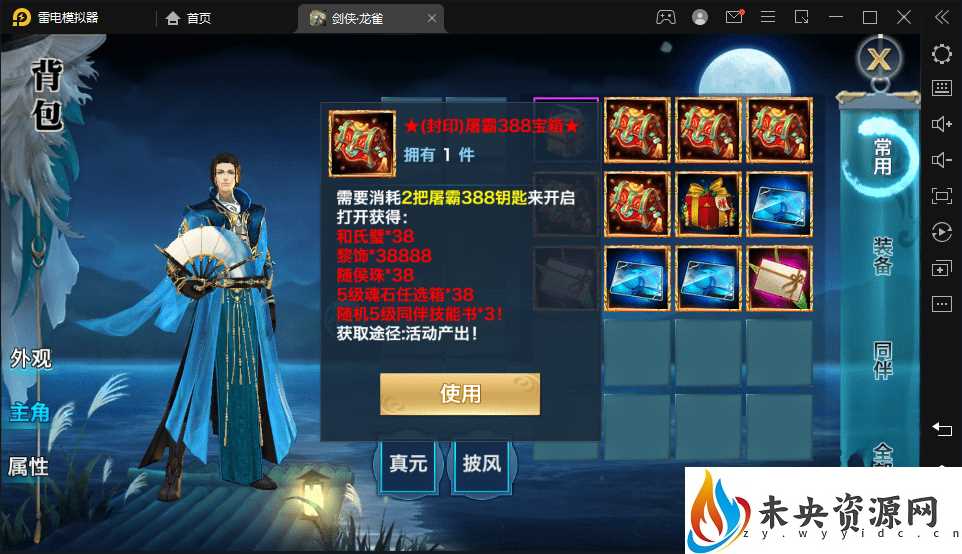 雷电模拟器
首页
剑侠·龙雀
背包
★(封印)屠霸388宝箱★
拥有 1 件
需要消耗2把屠霸388钥匙来开启
打开获得：
和氏璧*38
黎饰*38888
随侯珠*38
5级魂石任选箱*38
随机5级同伴技能书*3！
获取途径:活动产出！
使用
外观
主角
属性
真元
披风
常用
装备
同伴
未央资源网
zy.wyyidc.cn